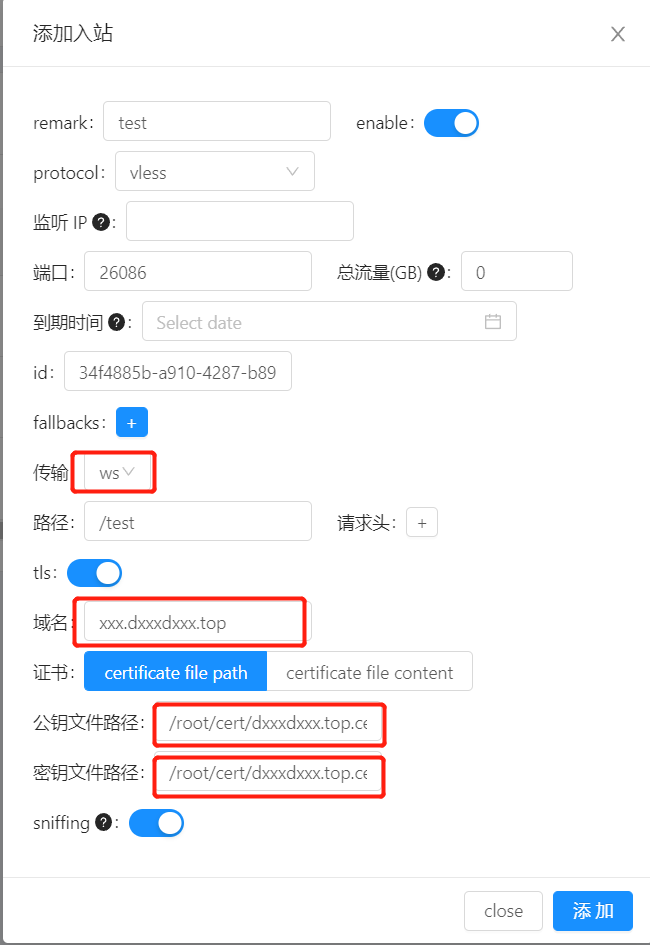 添加入站
remark: test enable:
protocol: vless
监听 IP ?:
端口: 26086 总流量(GB) ?: 0
到期时间 ?: Select date
id: 34f4885b-a910-4287-b89
fallbacks: +
传输 ws
路径: /test 请求头: +
tls:
域名: xxx.dxxxdxxx.top
证书: certificate file path certificate file content
公钥文件路径: /root/cert/dxxxdxxx.top.ce
密钥文件路径: /root/cert/dxxxdxxx.top.ce
sniffing ?:
close 添 加